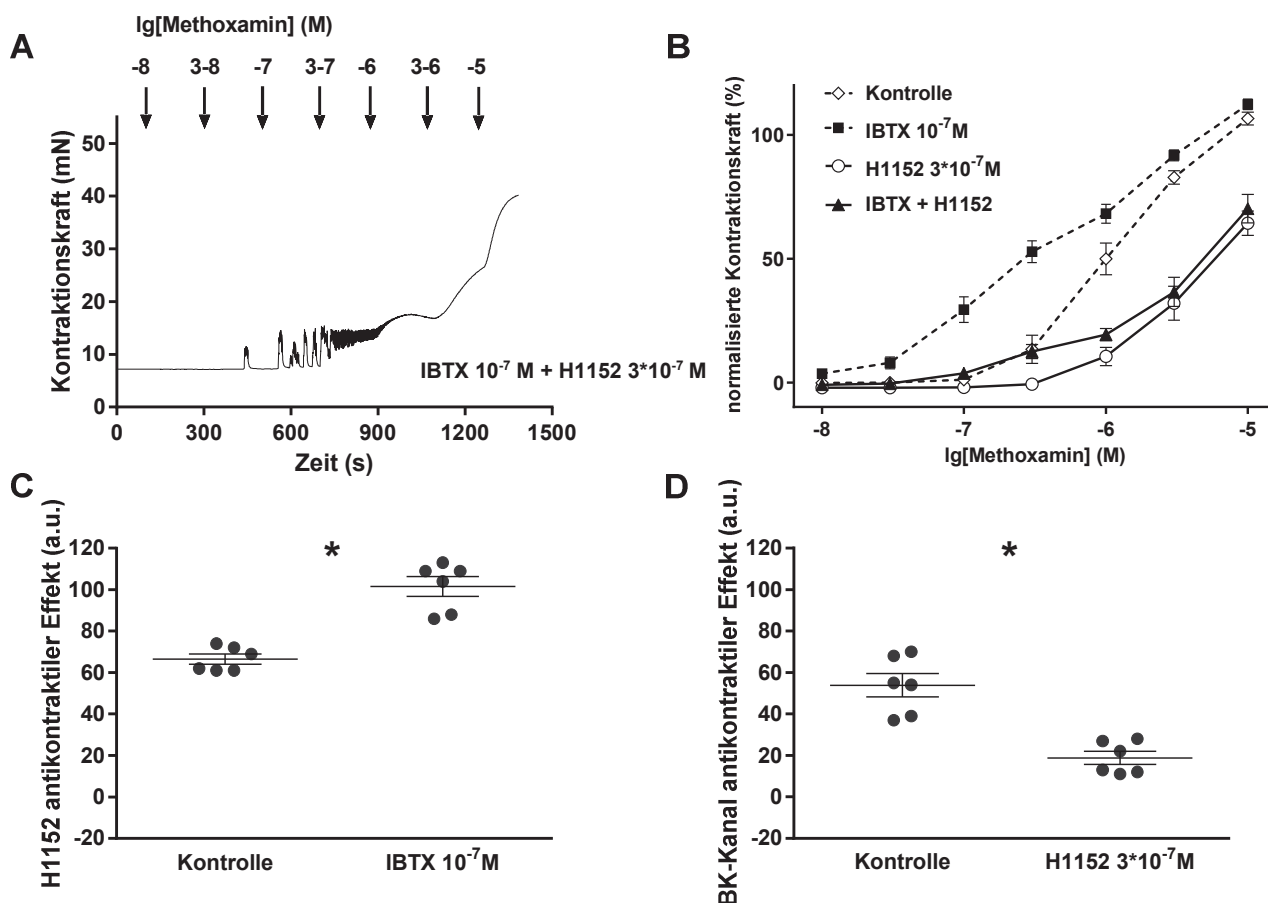 A
lg[Methoxamin] (M)
-8 3-8 -7 3-7 -6 3-6 -5
Kontraktionskraft (mN)
50
40
30
20
10
0
IBTX 10⁻⁷ M + H1152 3*10⁻⁷ M
0 300 600 900 1200 1500
Zeit (s)
B
normalisierte Kontraktionskraft (%)
Kontrolle
IBTX 10⁻⁷M
H1152 3*10⁻⁷M
IBTX + H1152
100
50
0
-8 -7 -6 -5
lg[Methoxamin] (M)
C
H1152 antikontraktiler Effekt (a.u.)
120
100
80
60
40
20
0
-20
*
Kontrolle IBTX 10⁻⁷M
D
BK-Kanal antikontraktiler Effekt (a.u.)
120
100
80
60
40
20
0
-20
*
Kontrolle H1152 3*10⁻⁷M